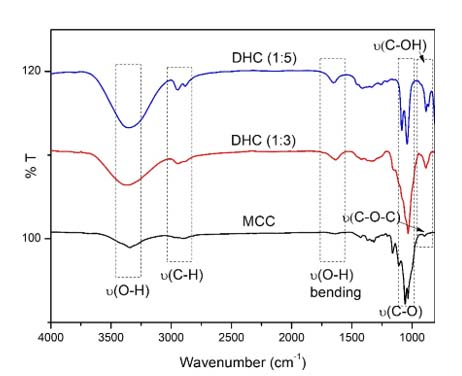 υ(C-OH)
DHC (1:5)
120
DHC (1:3)
% T
MCC
υ(C-O-C)
100
υ(C-H)
υ(O-H)
υ(O-H)
bending
υ(C-O)
4000 3500 3000 2500 2000 1500 1000
Wavenumber (cm⁻¹)